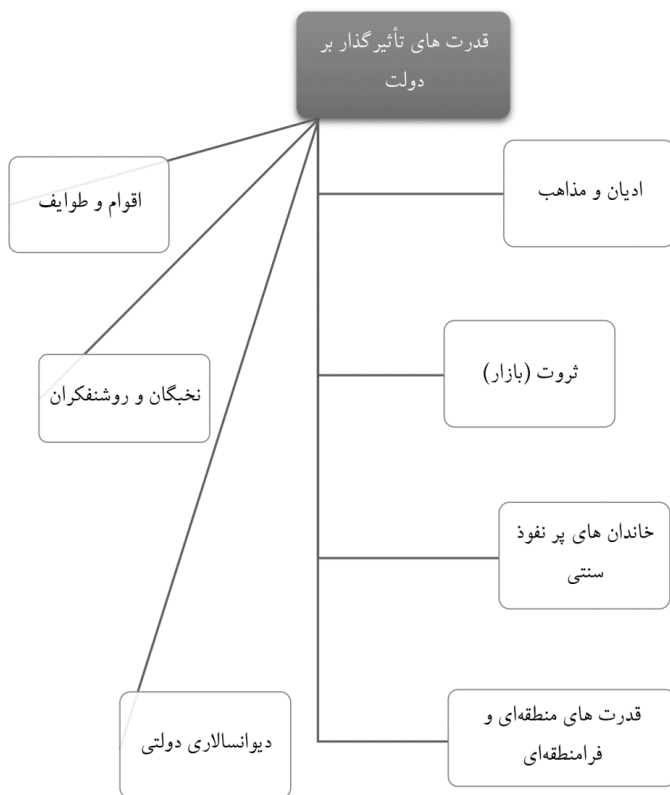 قدرت های تأثیرگذار بر
دولت
ادیان و مذاهب
اقوام و طوایف
ثروت (بازار)
نخبگان و روشنفکران
خاندان های پر نفوذ
سنتی
قدرت های منطقه‌ای و
فرامنطقه‌ای
دیوانسالاری دولتی